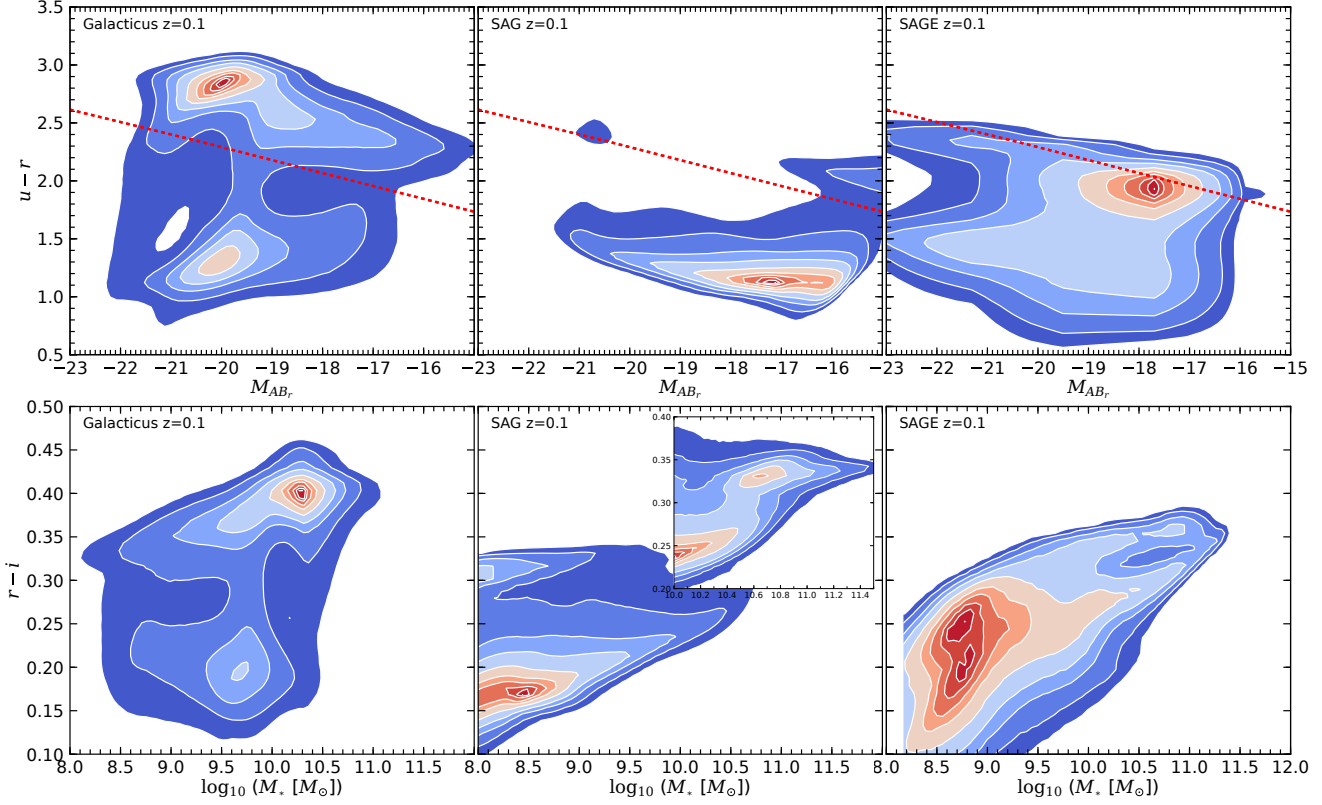 Galacticus z=0.1
SAG z=0.1
SAGE z=0.1
u − r
3.5
3.0
2.5
2.0
1.5
1.0
0.5
−23 −22 −21 −20 −19 −18 −17 −16 −15
−22 −21 −20 −19 −18 −17 −16
−23 −22 −21 −20 −19 −18 −17 −16 −15
M_{AB_r}
M_{AB_r}
M_{AB_r}
Galacticus z=0.1
SAG z=0.1
SAGE z=0.1
r − i
0.50
0.45
0.40
0.35
0.30
0.25
0.20
0.15
0.10
0.40
0.35
0.30
0.25
0.20
10.0 10.2 10.4 10.6 10.8 11.0 11.2 11.4
8.0 8.5 9.0 9.5 10.0 10.5 11.0 11.5
8.0 8.5 9.0 9.5 10.0 10.5 11.0 11.5
8.0 8.5 9.0 9.5 10.0 10.5 11.0 11.5 12.0
log₁₀ (M_* [M_⊙])
log₁₀ (M_* [M_⊙])
log₁₀ (M_* [M_⊙])